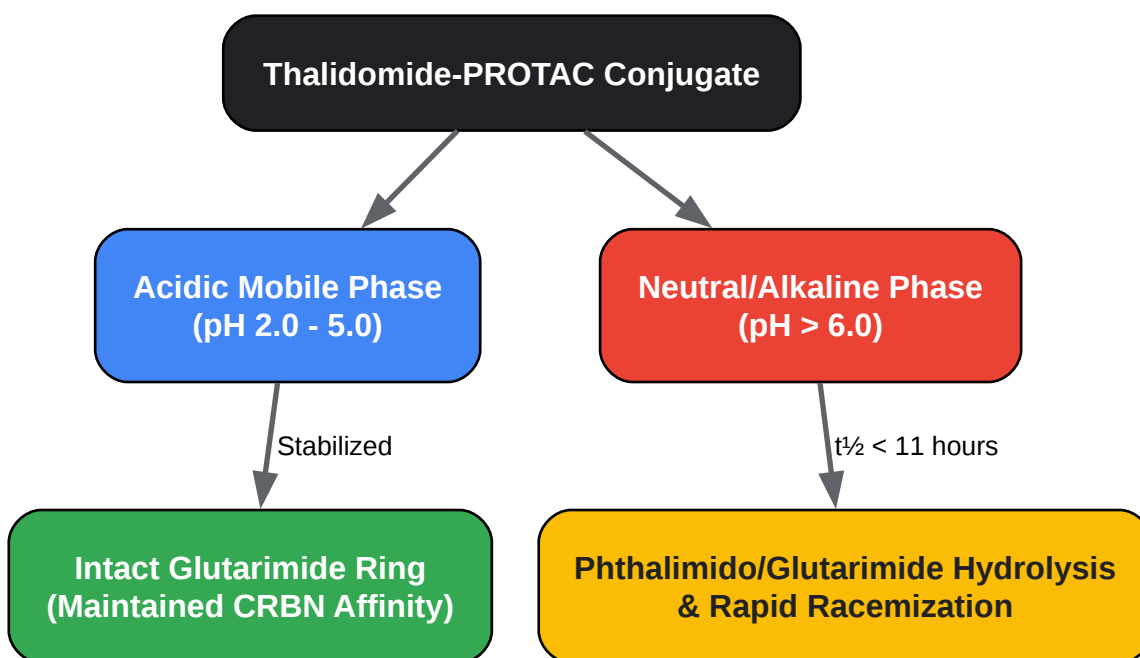 Thalidomide-PROTAC Conjugate
Acidic Mobile Phase
(pH 2.0 - 5.0)
Neutral/Alkaline Phase
(pH > 6.0)
Stabilized
t½ < 11 hours
Intact Glutarimide Ring
(Maintained CRBN Affinity)
Phthalimido/Glutarimide Hydrolysis
& Rapid Racemization